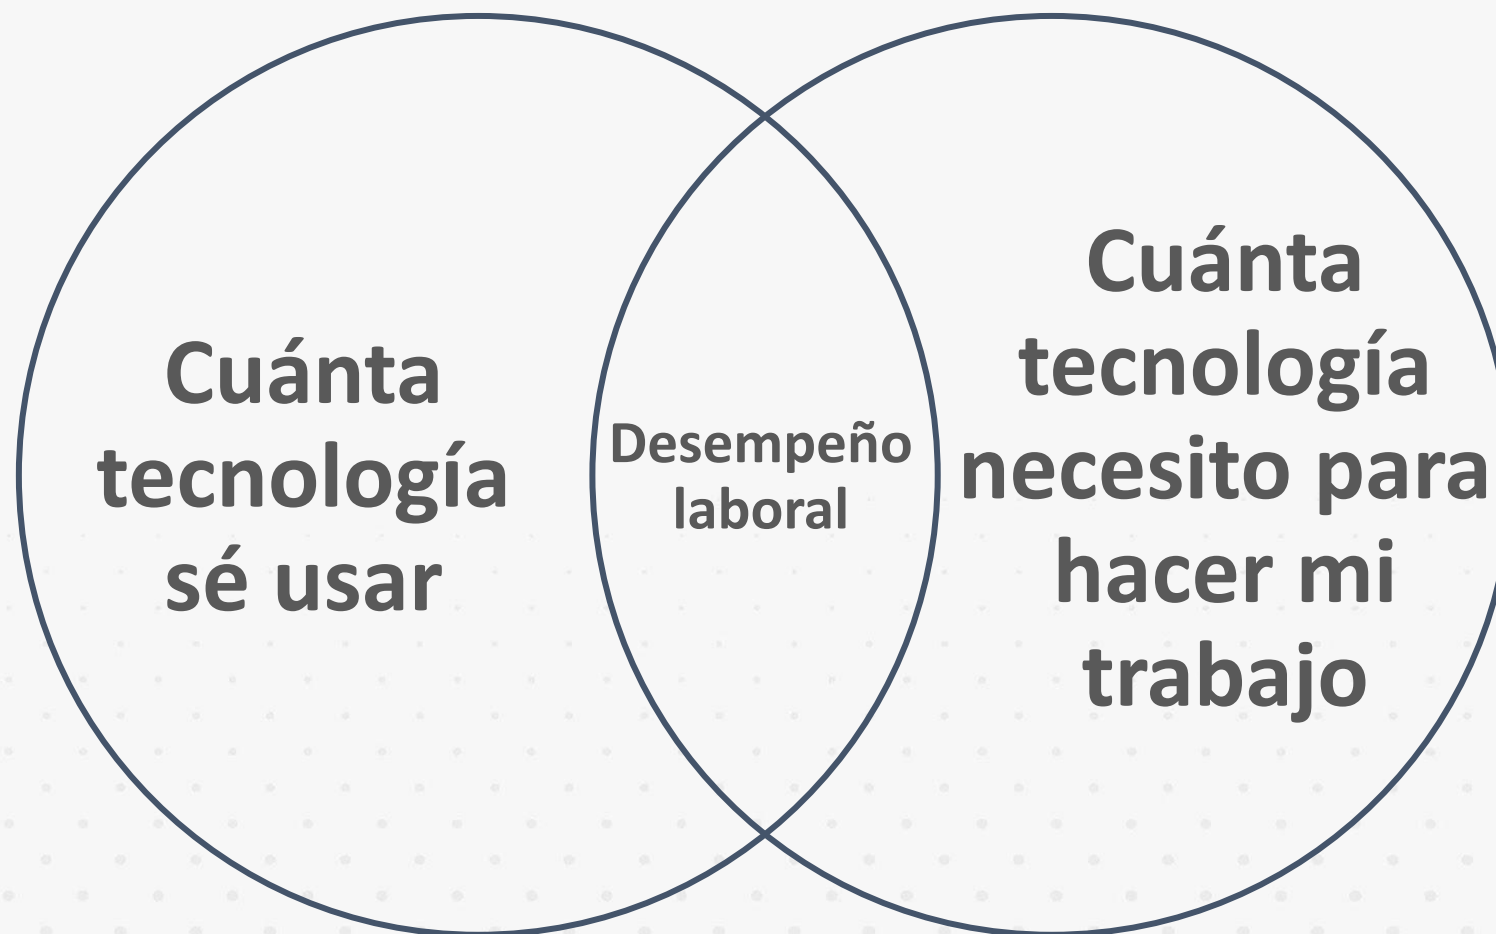 Cuánta
tecnología
sé usar
Desempeño
laboral
Cuánta
tecnología
necesito para
hacer mi
trabajo